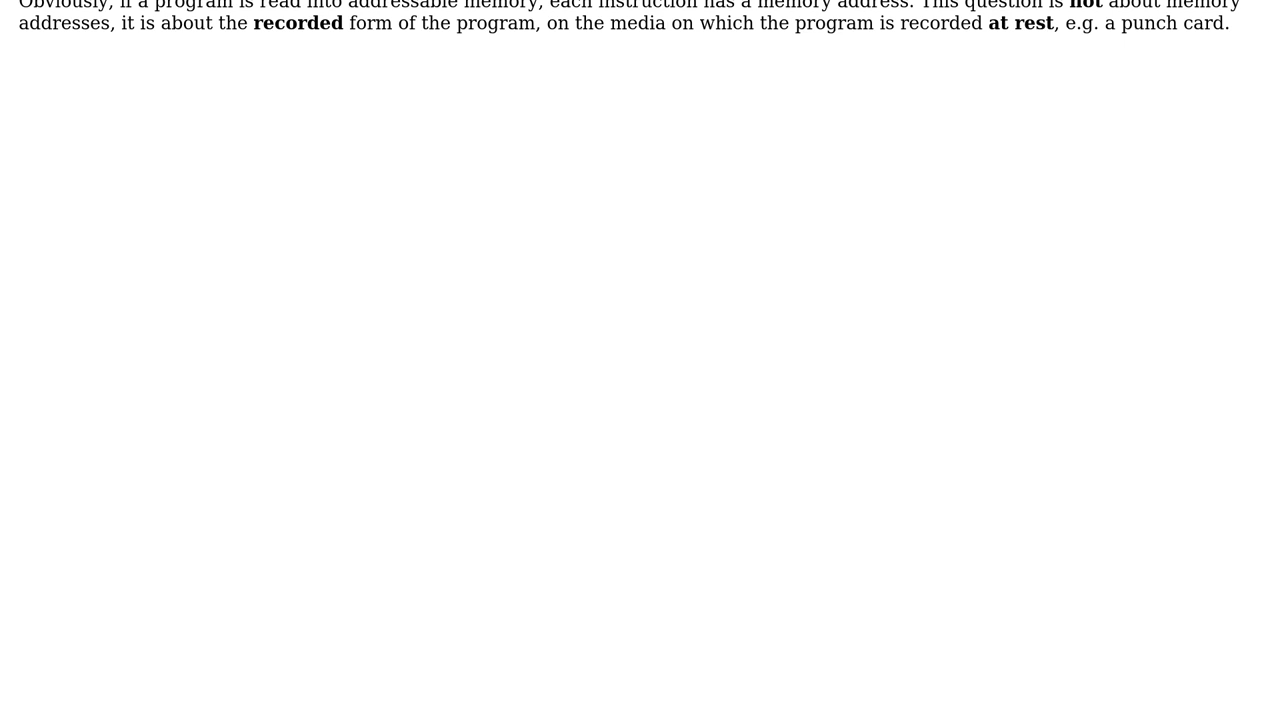 Obviously, if a program is read into addressable memory, each instruction has a memory address. This question is not about memory
addresses, it is about the recorded form of the program, on the media on which the program is recorded at rest, e.g. a punch card.